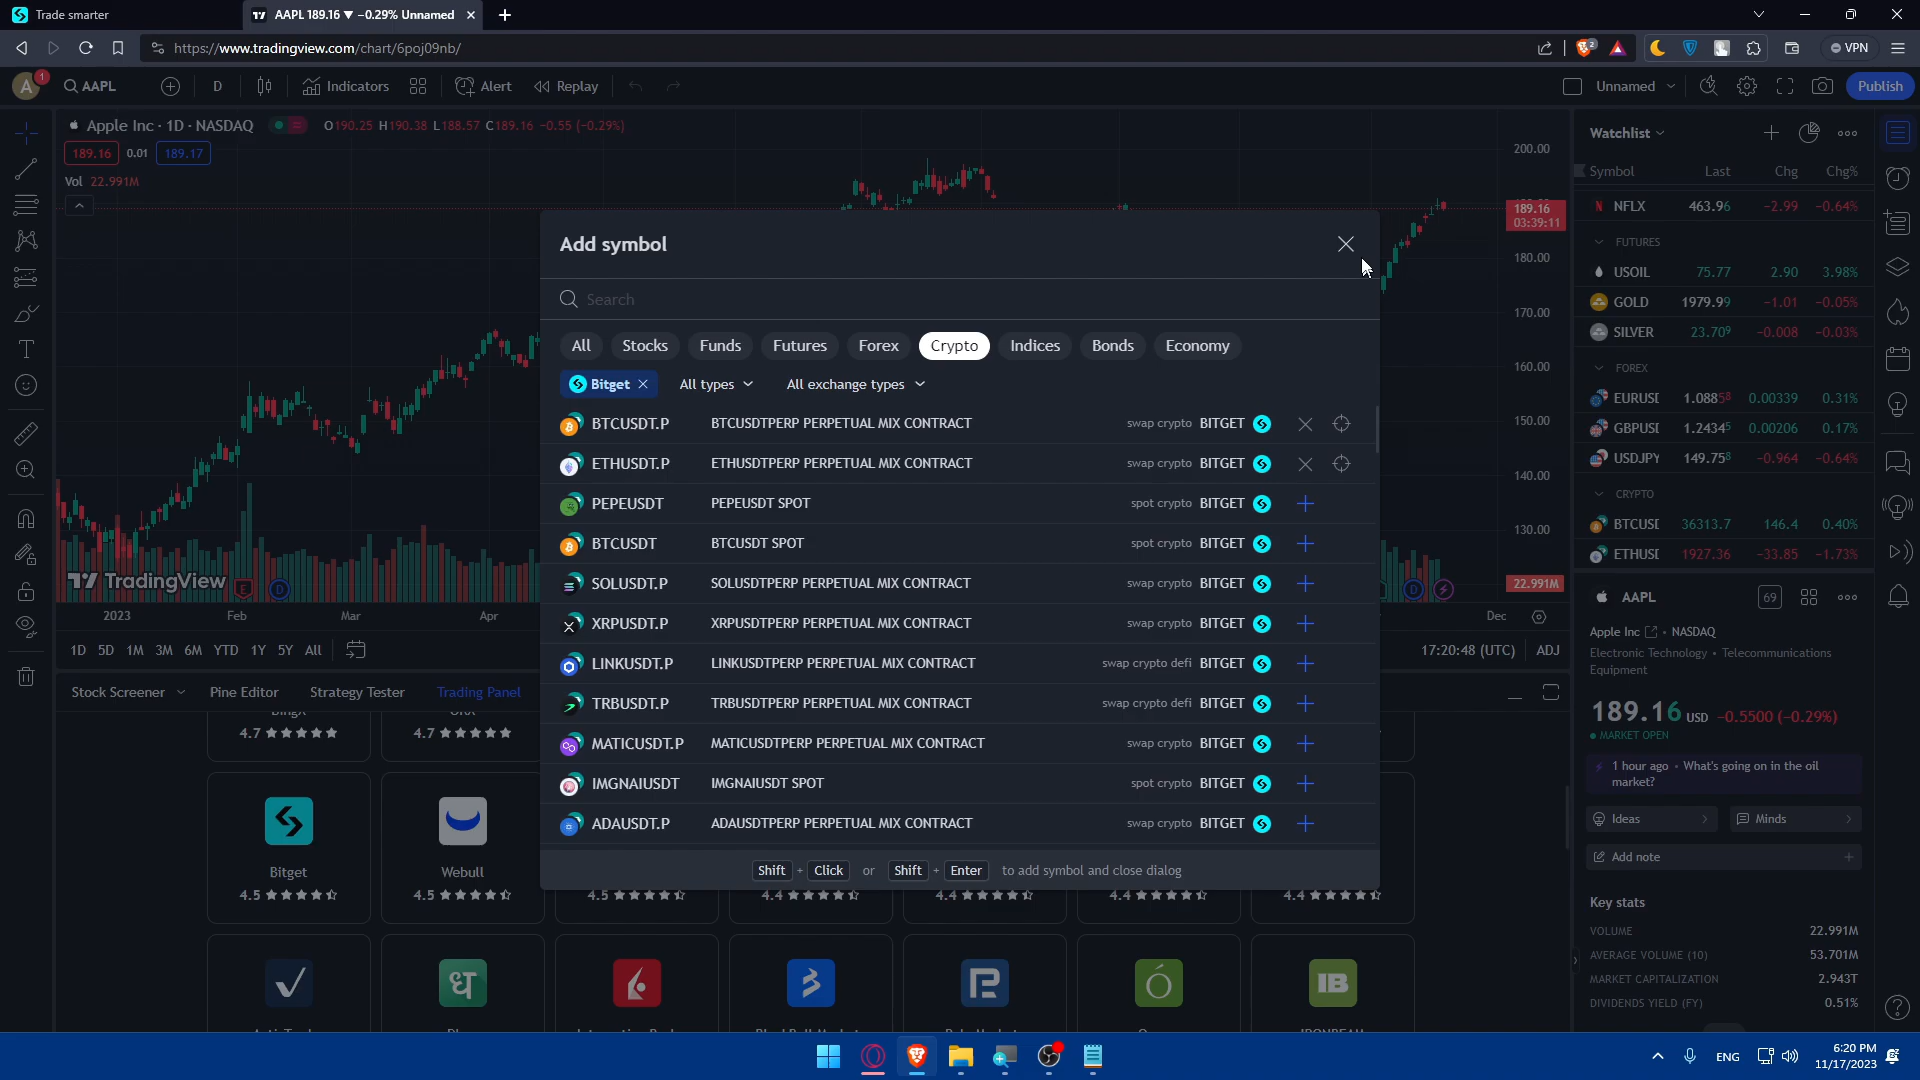 Trade smarter
AAPL 189.16 ▼ −0.29% Unnamed
https://www.tradingview.com/chart/6poj09nb/
2
VPN
A
1
AAPL
D
Indicators
Alert
Replay
Unnamed
Publish
Apple Inc · 1D · NASDAQ
O190.25 H190.38 L188.57 C189.16 −0.55 (−0.29%)
189.16 0.01 189.17
Vol 22.991M
200.00
189.16
03:39:11
180.00
170.00
160.00
150.00
140.00
130.00
22.991M
TradingView
E
D
D
2023 Feb Mar Apr Dec
1D 5D 1M 3M 6M YTD 1Y 5Y All
17:20:48 (UTC) ADJ
Stock Screener Pine Editor Strategy Tester Trading Panel
4.7
4.7
Bitget
4.5
Webull
4.5
4.5
4.4
4.4
4.4
4.4
IB
Add symbol
Search
All Stocks Funds Futures Forex Crypto Indices Bonds Economy
Bitget All types All exchange types
BTCUSDT.P BTCUSDTPERP PERPETUAL MIX CONTRACT swap crypto BITGET
ETHUSDT.P ETHUSDTPERP PERPETUAL MIX CONTRACT swap crypto BITGET
PEPEUSDT PEPEUSDT SPOT spot crypto BITGET
BTCUSDT BTCUSDT SPOT spot crypto BITGET
SOLUSDT.P SOLUSDTPERP PERPETUAL MIX CONTRACT swap crypto BITGET
XRPUSDT.P XRPUSDTPERP PERPETUAL MIX CONTRACT swap crypto BITGET
LINKUSDT.P LINKUSDTPERP PERPETUAL MIX CONTRACT swap crypto defi BITGET
TRBUSDT.P TRBUSDTPERP PERPETUAL MIX CONTRACT swap crypto defi BITGET
MATICUSDT.P MATICUSDTPERP PERPETUAL MIX CONTRACT swap crypto BITGET
IMGNAIUSDT IMGNAIUSDT SPOT spot crypto BITGET
ADAUSDT.P ADAUSDTPERP PERPETUAL MIX CONTRACT swap crypto BITGET
Shift + Click or Shift + Enter to add symbol and close dialog
Watchlist
Symbol Last Chg Chg%
NFLX 463.96 −2.99 −0.64%
FUTURES
USOIL 75.77 2.90 3.98%
GOLD 1979.99 −1.01 −0.05%
SILVER 23.709 −0.008 −0.03%
FOREX
EURUSD 1.08858 0.00339 0.31%
GBPUSD 1.24345 0.00206 0.17%
USDJPY 149.758 −0.964 −0.64%
CRYPTO
BTCUSD 36313.7 146.4 0.40%
ETHUSD 1927.36 −33.85 −1.73%
AAPL
69
Apple Inc • NASDAQ
Electronic Technology • Telecommunications
Equipment
189.16 USD −0.5500 (−0.29%)
MARKET OPEN
1 hour ago • What's going on in the oil
market?
Ideas
Minds
Add note
Key stats
VOLUME 22.991M
AVERAGE VOLUME (10) 53.701M
MARKET CAPITALIZATION 2.943T
DIVIDENDS YIELD (FY) 0.51%
ENG
6:20 PM
11/17/2023